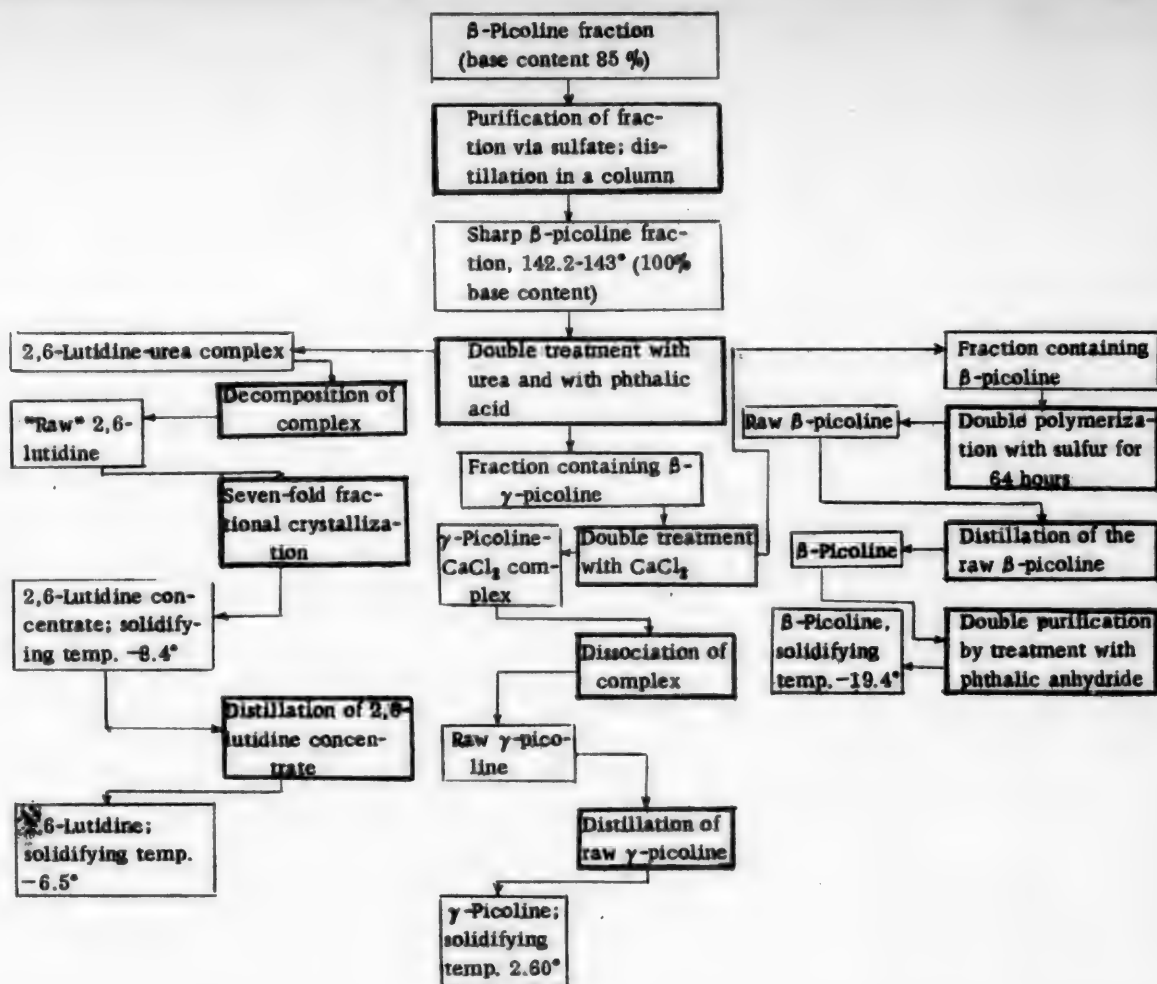 β-Picoline fraction
(base content 85 %)
Purification of frac-
tion via sulfate; dis-
tillation in a column
Sharp β-picoline frac-
tion, 142.2-143° (100%
base content)
2,6-Lutidine-urea complex
Double treatment with
urea and with phthalic
acid
Fraction containing
β-picoline
Decomposition of
complex
"Raw" 2,6-
lutidine
Raw β-picoline
Double polymeriza-
tion with sulfur for
64 hours
Fraction containing β-
γ-picoline
Seven-fold frac-
tional crystalliza-
tion
γ-Picoline-
CaCl₂ com-
plex
Double treatment
with CaCl₂
β-Picoline
Distillation of the
raw β-picoline
2,6-Lutidine con-
centrate; solidify-
ing temp. -8.4°
Dissociation of
complex
β-Picoline,
solidifying
temp.-19.4°
Double purification
by treatment with
phthalic anhydride
Distillation of 2,6-
lutidine concen-
trate
Raw γ-pico-
line
,6-Lutidine;
solidifying temp.
-6.5°
Distillation of
raw γ-picoline
γ-Picoline;
solidifying
temp. 2.60°